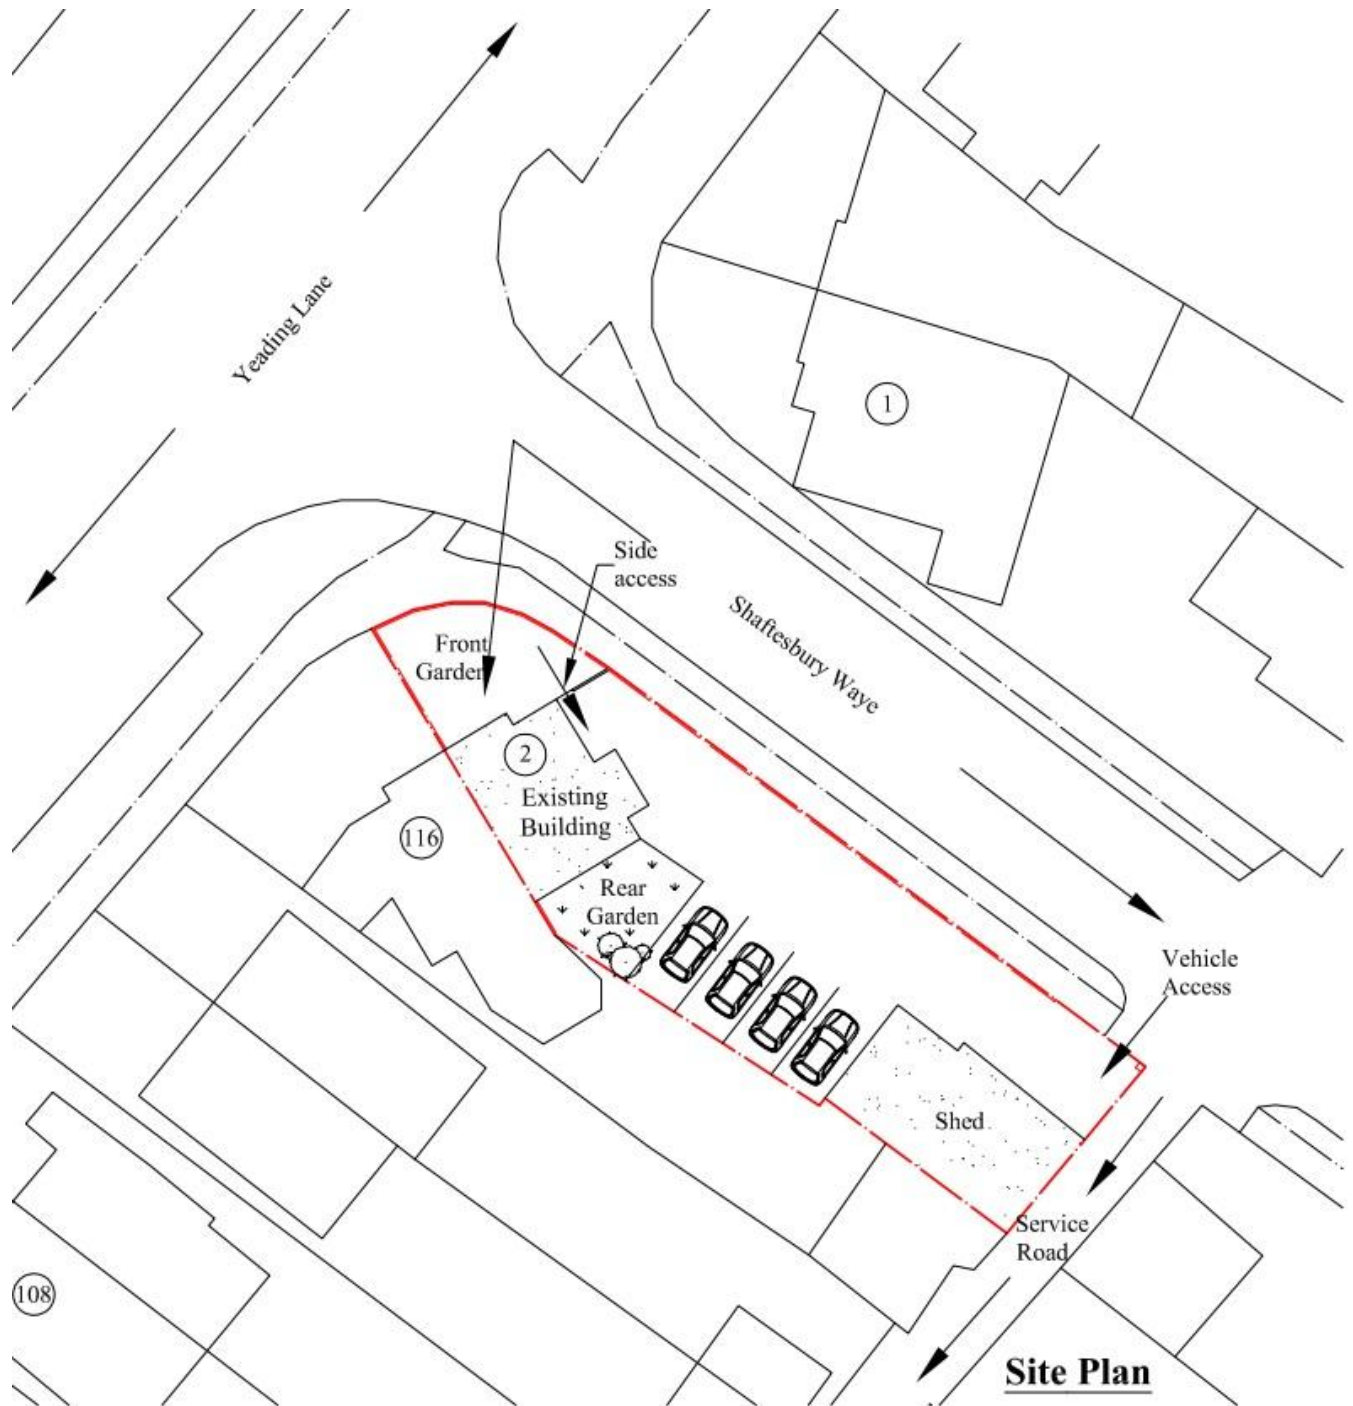 Yeading Lane
1
Side
access
Shaftesbury Waye
Front
Garden
2
Existing
Building
116
Rear
Garden
Vehicle
Access
Shed
Service
Road
108
Site Plan